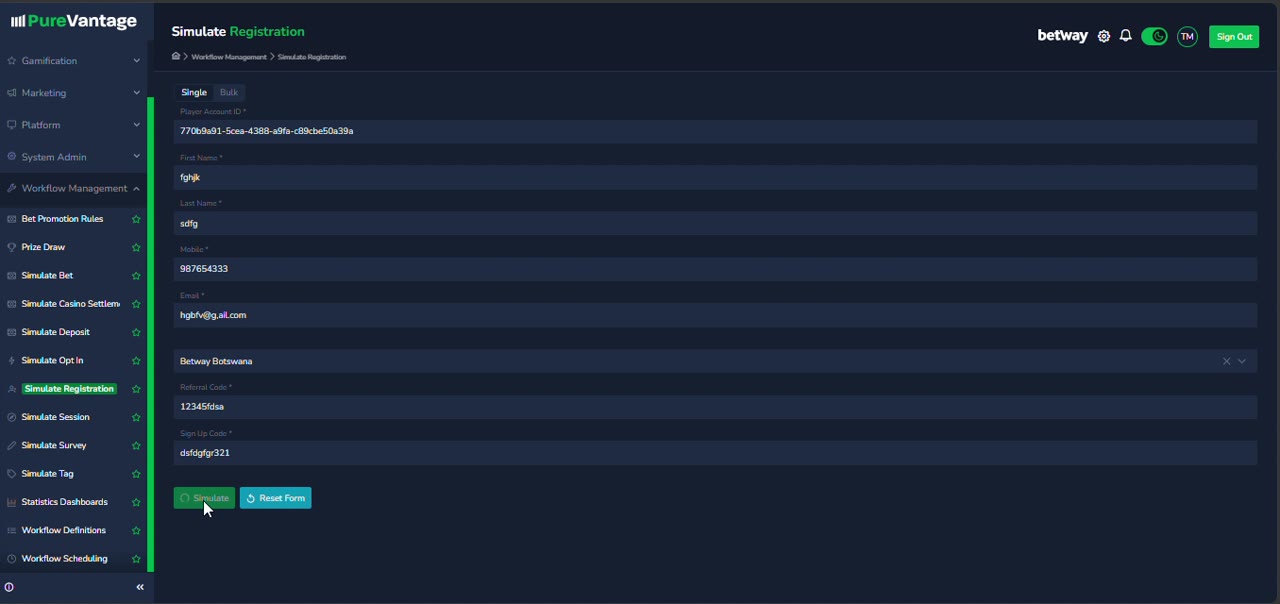 PureVantage
Simulate Registration
betway
TM
Sign Out
Workflow Management > Simulate Registration
Gamification
Marketing
Platform
System Admin
Workflow Management
Bet Promotion Rules
Prize Draw
Simulate Bet
Simulate Casino Settlem
Simulate Deposit
Simulate Opt In
Simulate Registration
Simulate Session
Simulate Survey
Simulate Tag
Statistics Dashboards
Workflow Definitions
Workflow Scheduling
Single Bulk
Player Account ID *
770b9a91-5cea-4388-a9fa-c89cbe50a39a
First Name *
fghjk
Last Name *
sdfg
Mobile *
987654333
Email *
hgbfv@g,ail.com
Betway Botswana
Referral Code *
12345fdsa
Sign Up Code *
dsfdgfgr321
Simulate Reset Form